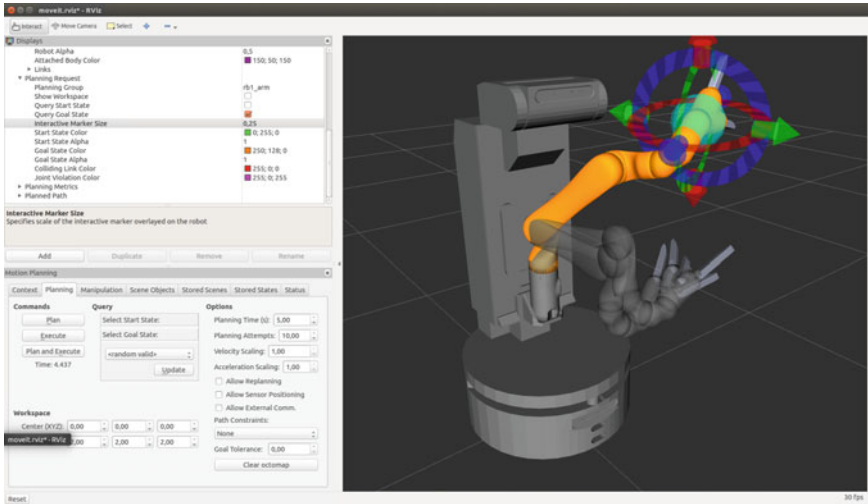 moveit.rviz* - RViz
Interact Move Camera Select
Displays
Robot Alpha 0,5
Attached Body Color 150; 50; 150
Links
Planning Request
Planning Group rb1_arm
Show Workspace
Query Start State
Query Goal State
Interactive Marker Size 0,25
Start State Color 0; 255; 0
Start State Alpha 1
Goal State Color 250; 128; 0
Goal State Alpha 1
Colliding Link Color 255; 0; 0
Joint Violation Color 255; 0; 255
Planning Metrics
Planned Path
Interactive Marker Size
Specifies scale of the interactive marker overlayed on the robot
Add Duplicate Remove Rename
Motion Planning
Context Planning Manipulation Scene Objects Stored Scenes Stored States Status
Commands Query Options
Plan Select Start State: Planning Time (s): 5,00
Execute Select Goal State: Planning Attempts: 10,00
Plan and Execute <random valid> Velocity Scaling: 1,00
Time: 4.437 Update Acceleration Scaling: 1,00
Allow Replanning
Allow Sensor Positioning
Allow External Comm.
Workspace Path Constraints:
Center (XYZ): 0,00 0,00 0,00 None
moveit.rviz* - RViz 2,00 2,00 2,00 Goal Tolerance: 0,00
Clear octomap
Reset 30 fps